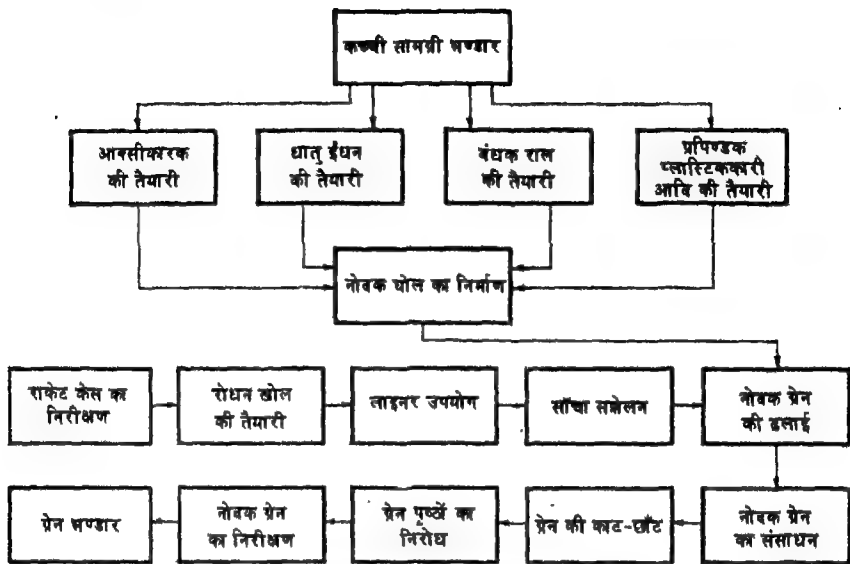 कच्ची सामग्री भण्डार
आक्सीकारक
की तैयारी
धातु ईंधन
की तैयारी
बंधक राल
की तैयारी
प्रपिण्डक
प्लास्टिककारी
आदि की तैयारी
नोदक घोल का निर्माण
राकेट केस का
निरीक्षण
रोधन खोल
की तैयारी
लाइनर उपयोग
साँचा सम्मेलन
नोदक ग्रेन
की ढलाई
ग्रेन भण्डार
नोदक ग्रेन
का निरीक्षण
ग्रेन पृष्ठों का
निरोध
ग्रेन की काट-छाँट
नोदक ग्रेन
का संसाधन